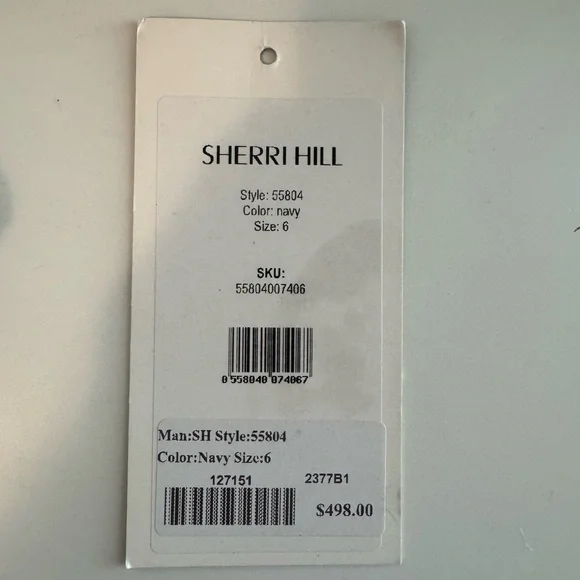 SHERRI HILL
Style: 55804
Color: navy
Size: 6
SKU:
55804007406
0 558040 074067
Man:SH Style:55804
Color:Navy Size:6
127151 2377B1
$498.00